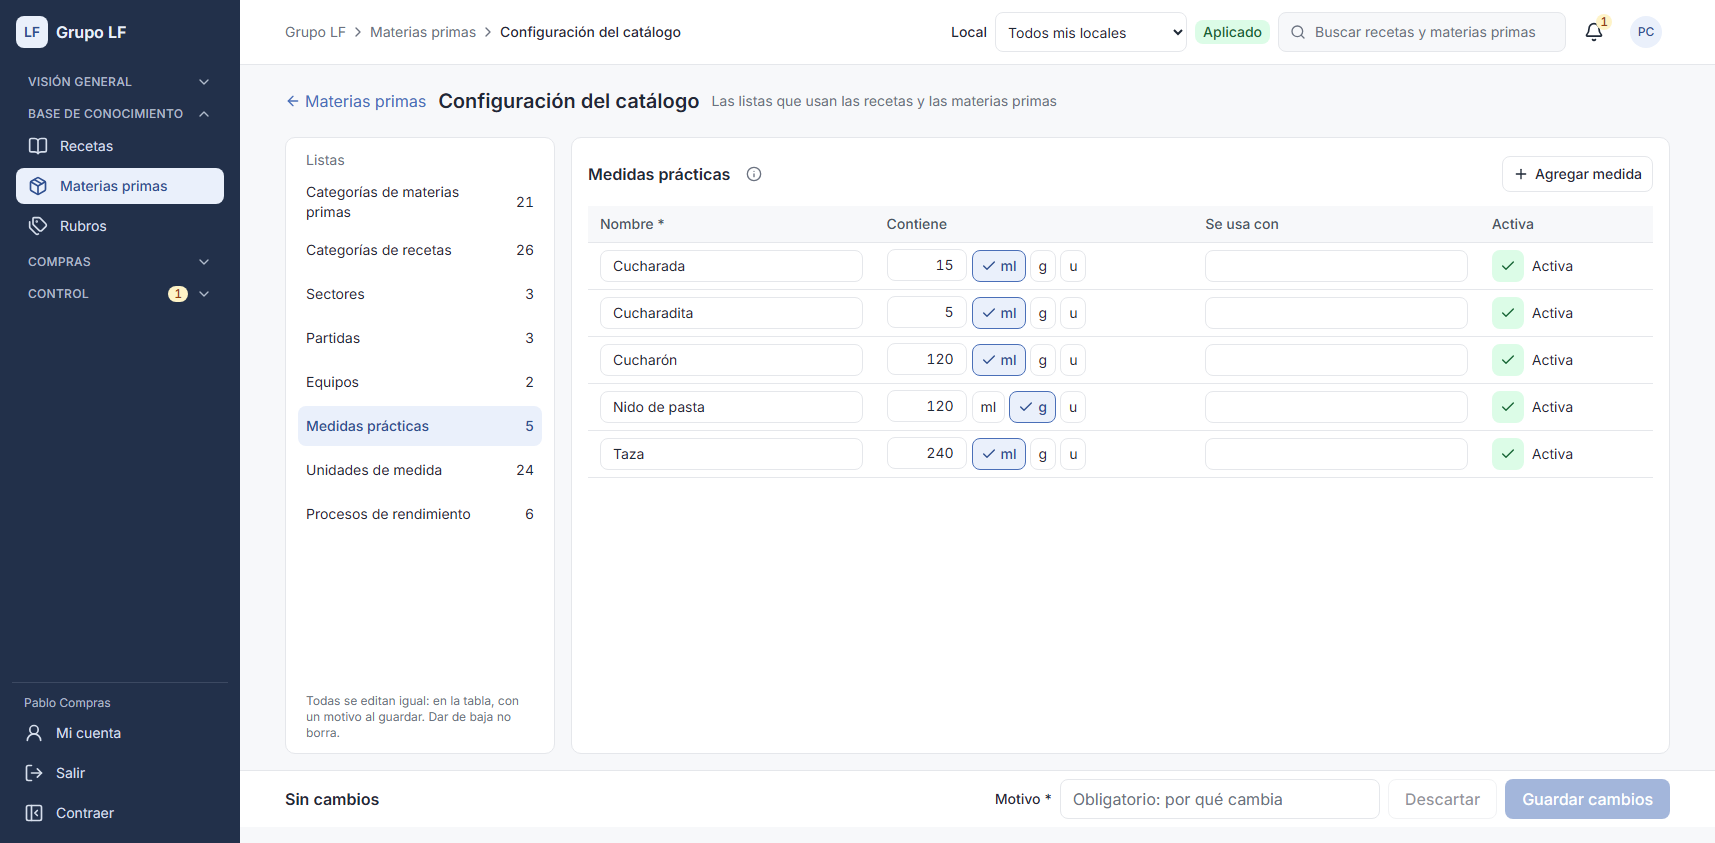 LF Grupo LF
VISIÓN GENERAL
BASE DE CONOCIMIENTO
Recetas
Materias primas
Rubros
COMPRAS
CONTROL 1
Pablo Compras
Mi cuenta
Salir
Contraer
Grupo LF > Materias primas > Configuración del catálogo
Local Todos mis locales Aplicado Buscar recetas y materias primas 1 PC
← Materias primas Configuración del catálogo Las listas que usan las recetas y las materias primas
Listas
Categorías de materias
primas 21
Categorías de recetas 26
Sectores 3
Partidas 3
Equipos 2
Medidas prácticas 5
Unidades de medida 24
Procesos de rendimiento 6
Todas se editan igual: en la tabla, con
un motivo al guardar. Dar de baja no
borra.
Medidas prácticas + Agregar medida
Nombre * Contiene Se usa con Activa
Cucharada 15 ✓ ml g u ✓ Activa
Cucharadita 5 ✓ ml g u ✓ Activa
Cucharón 120 ✓ ml g u ✓ Activa
Nido de pasta 120 ml ✓ g u ✓ Activa
Taza 240 ✓ ml g u ✓ Activa
Sin cambios Motivo * Obligatorio: por qué cambia Descartar Guardar cambios